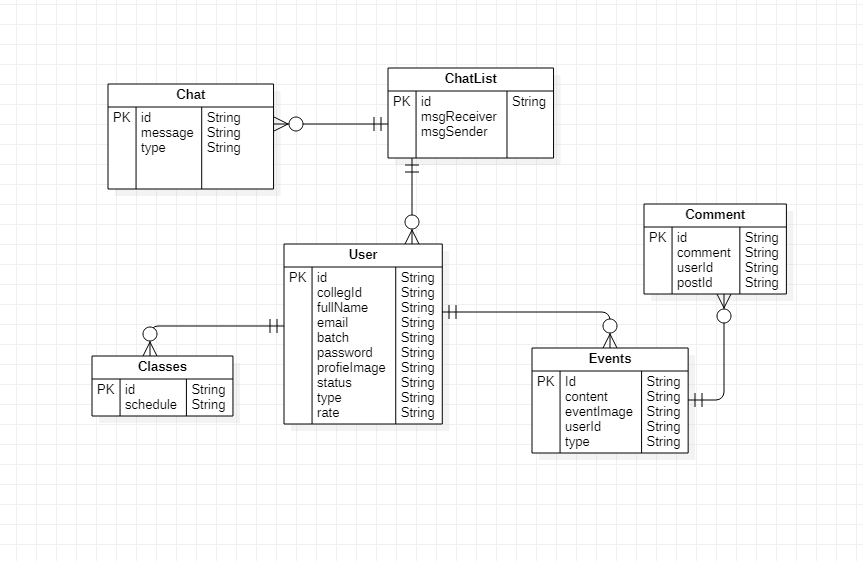 Chat
PK id String
message String
type String
ChatList
PK id String
msgReceiver
msgSender
Comment
PK id String
comment String
userId String
postId String
User
PK id String
collegId String
fullName String
email String
batch String
password String
profieImage String
status String
type String
rate String
Classes
PK id String
schedule String
Events
PK Id String
content String
eventImage String
userId String
type String